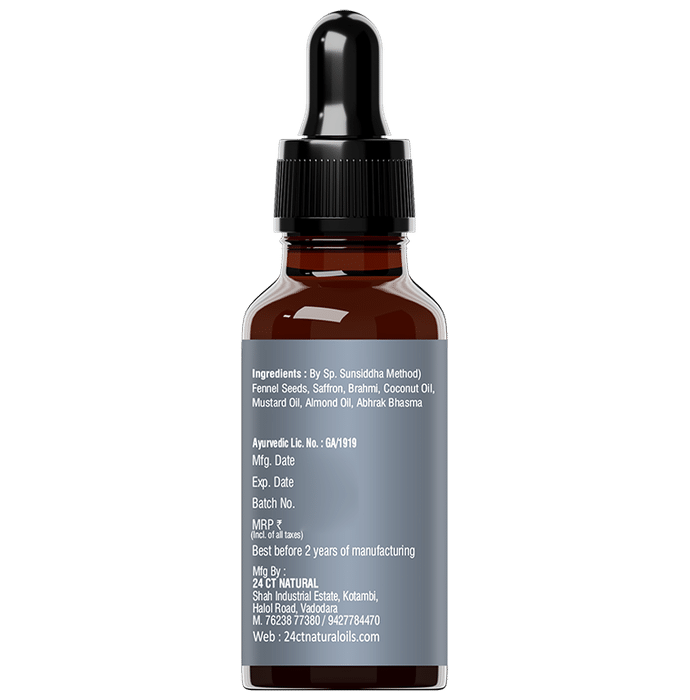 Ingredients : By Sp. Sunsiddha Method)
Fennel Seeds, Saffron, Brahmi, Coconut Oil,
Mustard Oil, Almond Oil, Abhrak Bhasma
Ayurvedic Lic. No. : GA/1919
Mfg. Date
Exp. Date
Batch No.
MRP ₹
(Incl. of all taxes)
Best before 2 years of manufacturing
Mfg By :
24 CT NATURAL
Shah Industrial Estate, Kotambi,
Halol Road, Vadodara
M. 76238 77380 / 9427784470
Web : 24ctnaturaloils.com